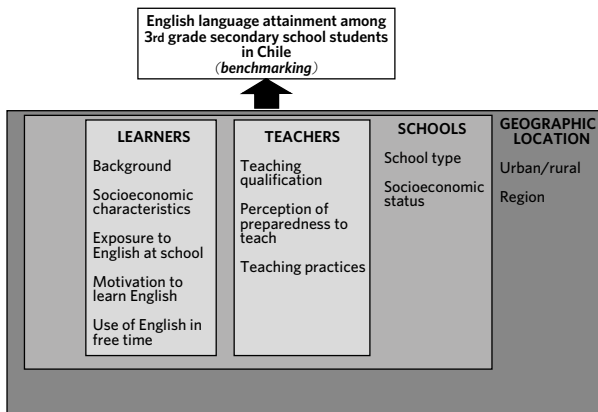 English language attainment among
3rd grade secondary school students
in Chile
(benchmarking)
LEARNERS
Background
Socioeconomic
characteristics
Exposure to
English at school
Motivation to
learn English
Use of English in
free time
TEACHERS
Teaching
qualification
Perception of
preparedness to
teach
Teaching practices
SCHOOLS
School type
Socioeconomic
status
GEOGRAPHIC
LOCATION
Urban/rural
Region